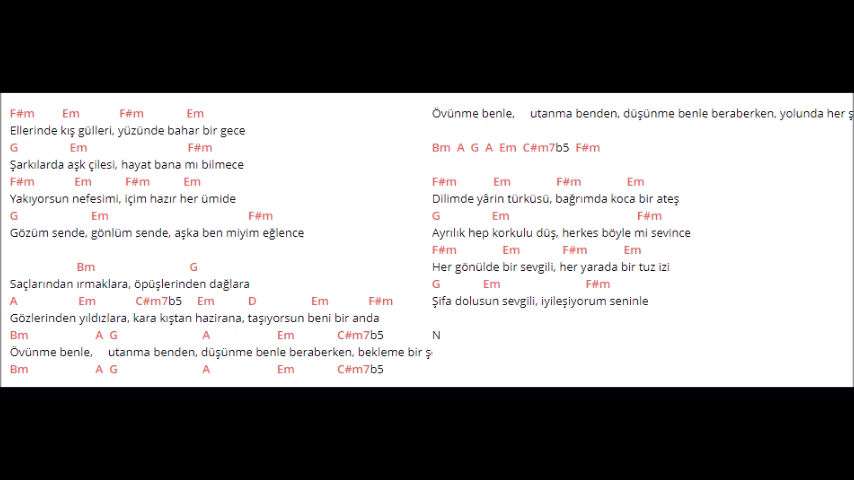 F#m Em F#m Em
Ellerinde kış gülleri, yüzünde bahar bir gece
G Em F#m
Şarkılarda aşk çilesi, hayat bana mı bilmece
F#m Em F#m Em
Yakıyorsun nefesimi, içim hazır her ümide
G Em F#m
Gözüm sende, gönlüm sende, aşka ben miyim eğlence
Bm G
Saçlarından ırmaklara, öpüşlerinden dağlara
A Em C#m7b5 Em D Em F#m
Gözlerinden yıldızlara, kara kıştan hazirana, taşıyorsun beni bir anda
Bm A G A Em C#m7b5
Övünme benle, utanma benden, düşünme benle beraberken, bekleme bir
Bm A G A Em C#m7b5
Övünme benle, utanma benden, düşünme benle beraberken, yolunda her
Bm A G A Em C#m7b5 F#m
F#m Em F#m Em
Dilimde yârin türküsü, bağrımda koca bir ateş
G Em F#m
Ayrılık hep korkulu düş, herkes böyle mi sevince
F#m Em F#m Em
Her gönülde bir sevgili, her yarada bir tuz izi
G Em F#m
Şifa dolusun sevgili, iyileşiyorum seninle
N